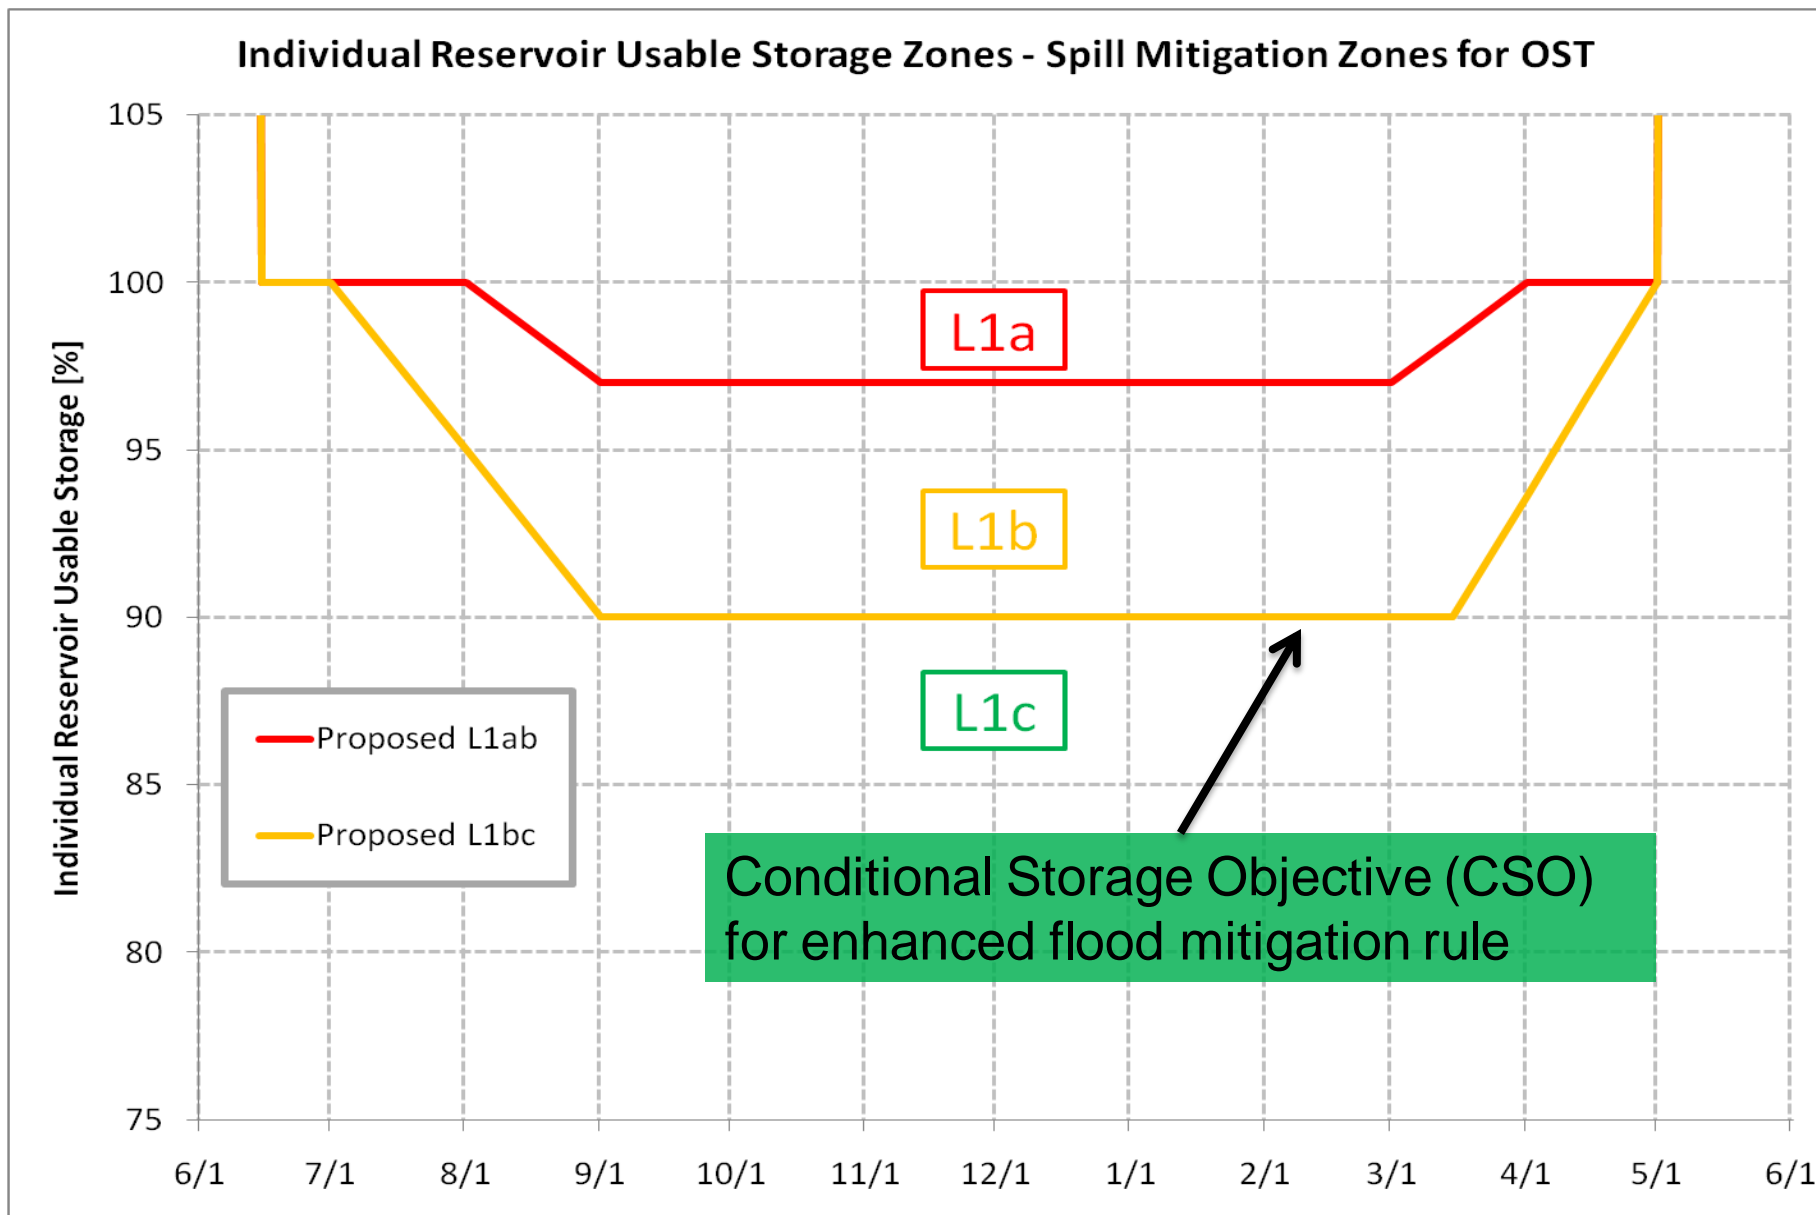 Individual Reservoir Usable Storage Zones - Spill Mitigation Zones for OST
Individual Reservoir Usable Storage [%]
105
100
95
90
85
80
75
L1a
L1b
L1c
Proposed L1ab
Proposed L1bc
Conditional Storage Objective (CSO)
for enhanced flood mitigation rule
6/1 7/1 8/1 9/1 10/1 11/1 12/1 1/1 2/1 3/1 4/1 5/1 6/1